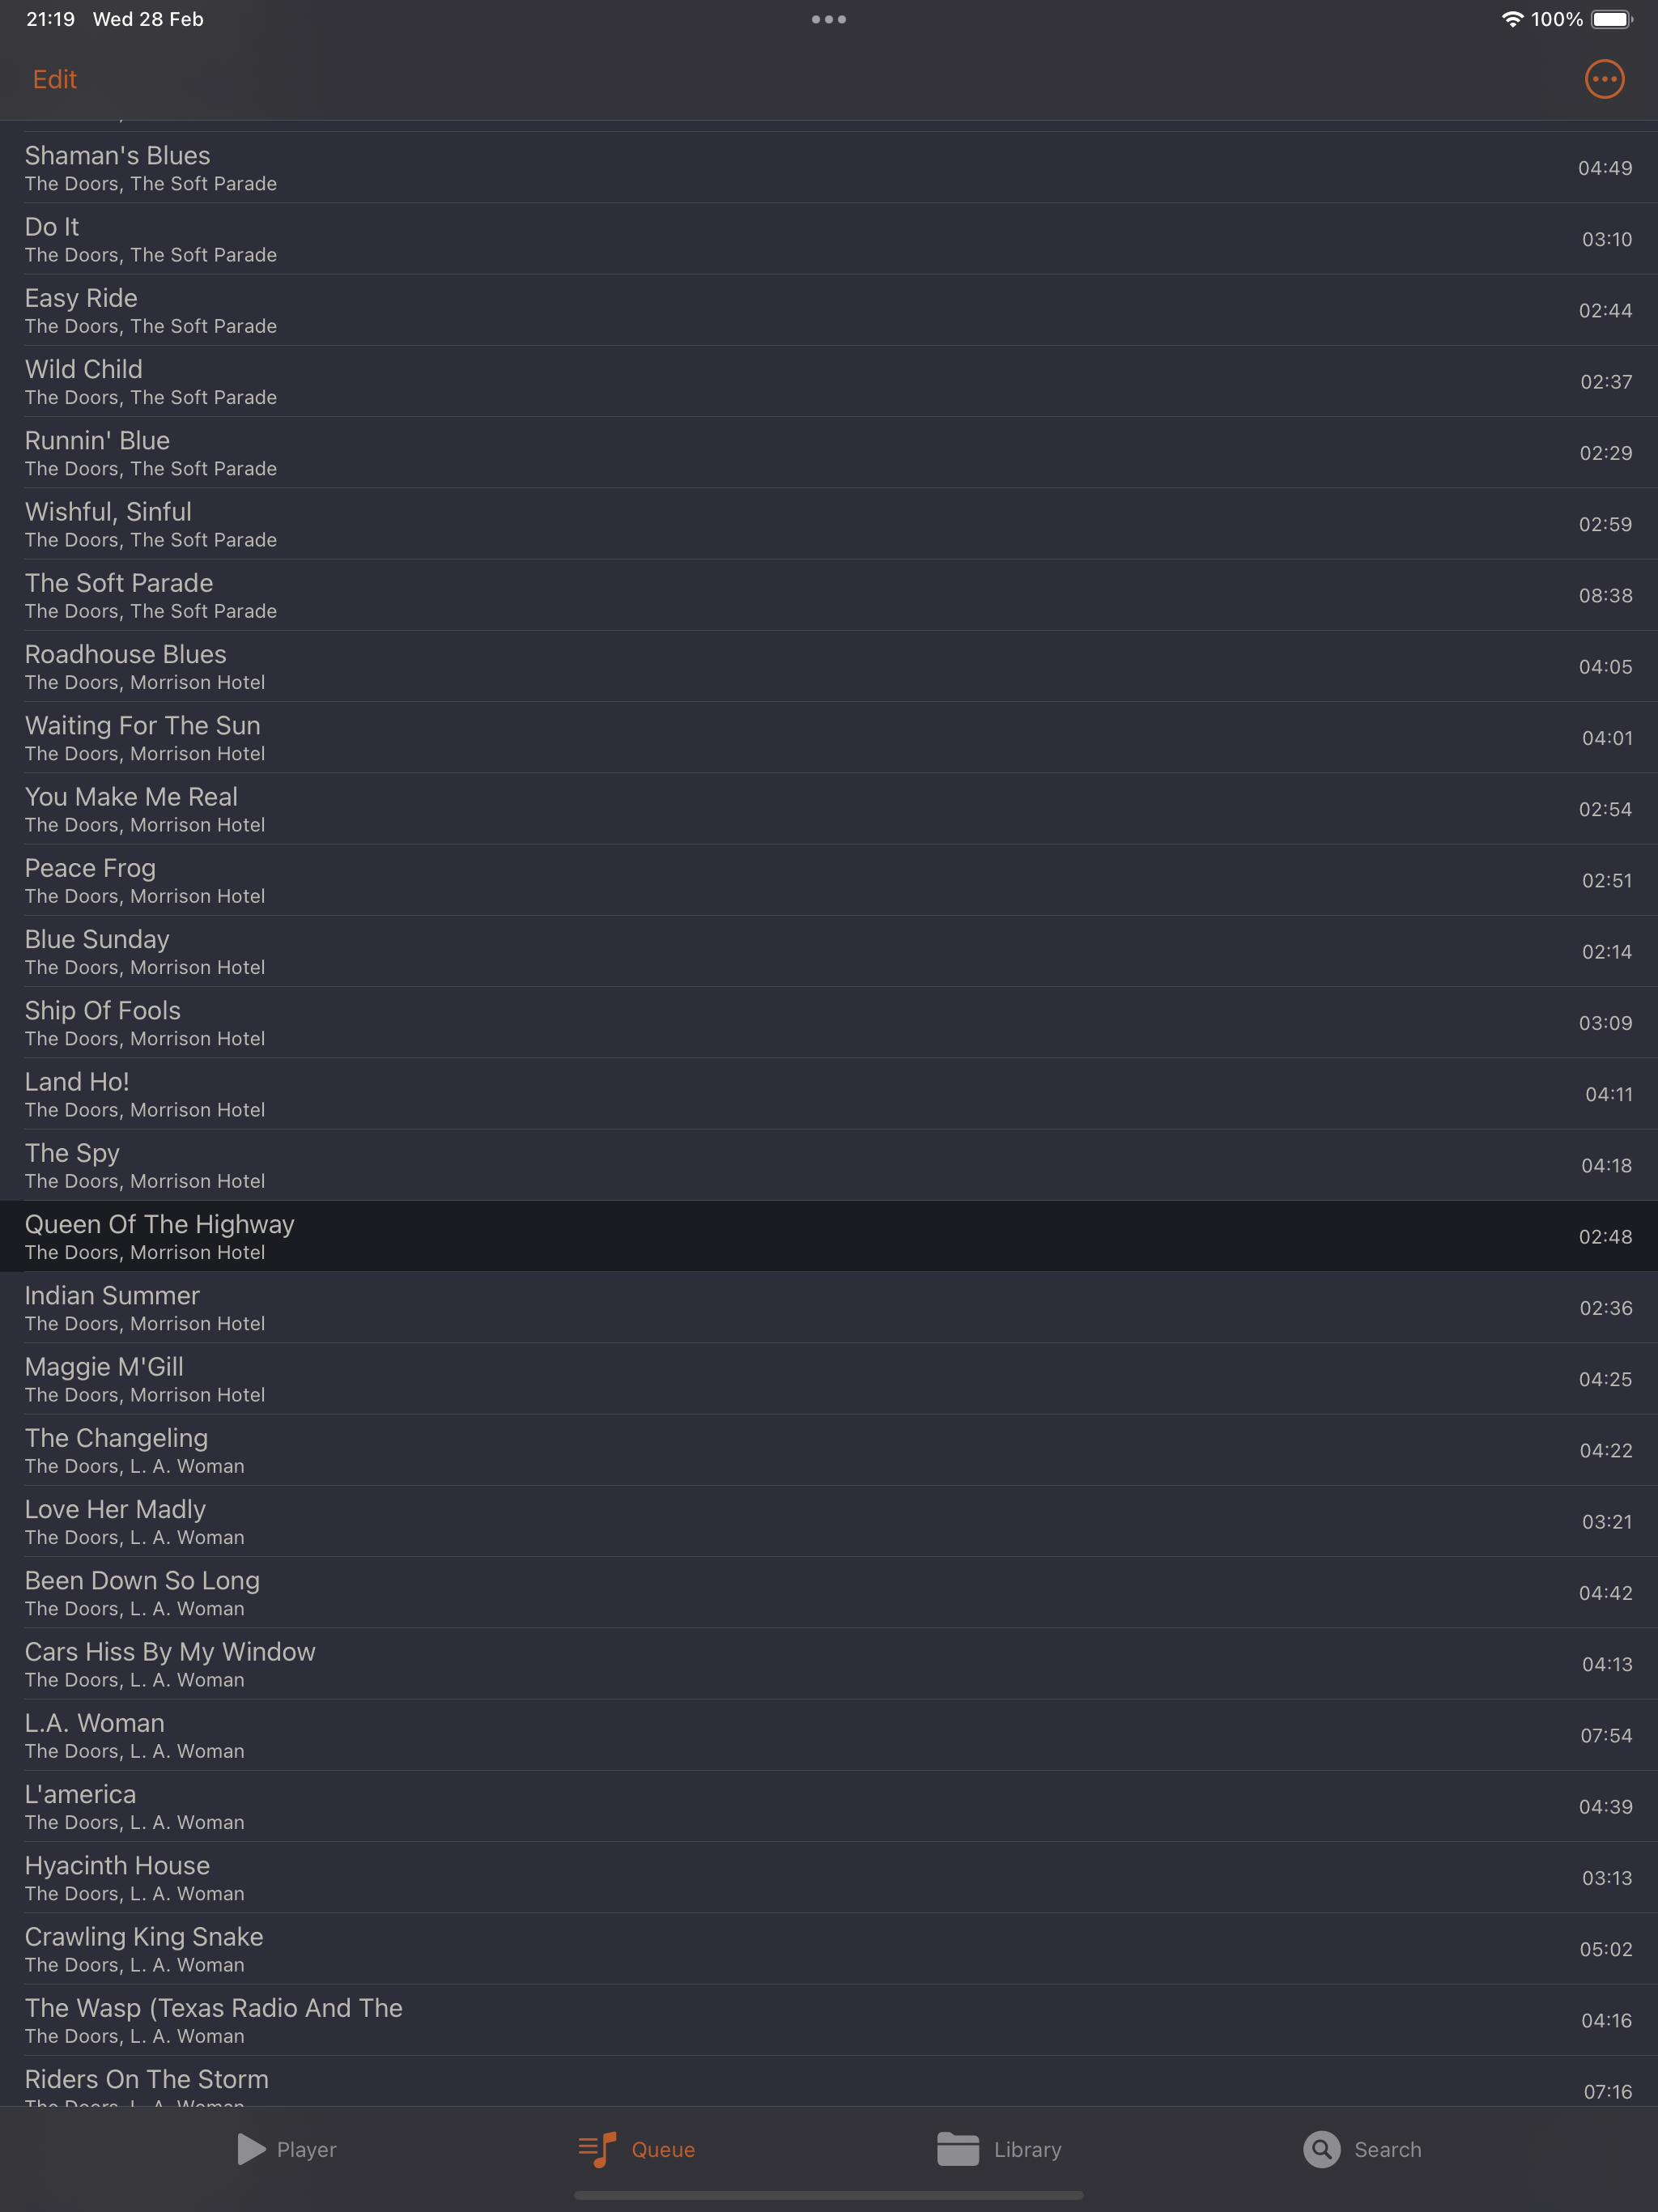 21:19 Wed 28 Feb
100%
Edit
Shaman's Blues
The Doors, The Soft Parade
04:49
Do It
The Doors, The Soft Parade
03:10
Easy Ride
The Doors, The Soft Parade
02:44
Wild Child
The Doors, The Soft Parade
02:37
Runnin' Blue
The Doors, The Soft Parade
02:29
Wishful, Sinful
The Doors, The Soft Parade
02:59
The Soft Parade
The Doors, The Soft Parade
08:38
Roadhouse Blues
The Doors, Morrison Hotel
04:05
Waiting For The Sun
The Doors, Morrison Hotel
04:01
You Make Me Real
The Doors, Morrison Hotel
02:54
Peace Frog
The Doors, Morrison Hotel
02:51
Blue Sunday
The Doors, Morrison Hotel
02:14
Ship Of Fools
The Doors, Morrison Hotel
03:09
Land Ho!
The Doors, Morrison Hotel
04:11
The Spy
The Doors, Morrison Hotel
04:18
Queen Of The Highway
The Doors, Morrison Hotel
02:48
Indian Summer
The Doors, Morrison Hotel
02:36
Maggie M'Gill
The Doors, Morrison Hotel
04:25
The Changeling
The Doors, L. A. Woman
04:22
Love Her Madly
The Doors, L. A. Woman
03:21
Been Down So Long
The Doors, L. A. Woman
04:42
Cars Hiss By My Window
The Doors, L. A. Woman
04:13
L.A. Woman
The Doors, L. A. Woman
07:54
L'america
The Doors, L. A. Woman
04:39
Hyacinth House
The Doors, L. A. Woman
03:13
Crawling King Snake
The Doors, L. A. Woman
05:02
The Wasp (Texas Radio And The
The Doors, L. A. Woman
04:16
Riders On The Storm
The Doors, L. A. Woman
07:16
Player
Queue
Library
Search